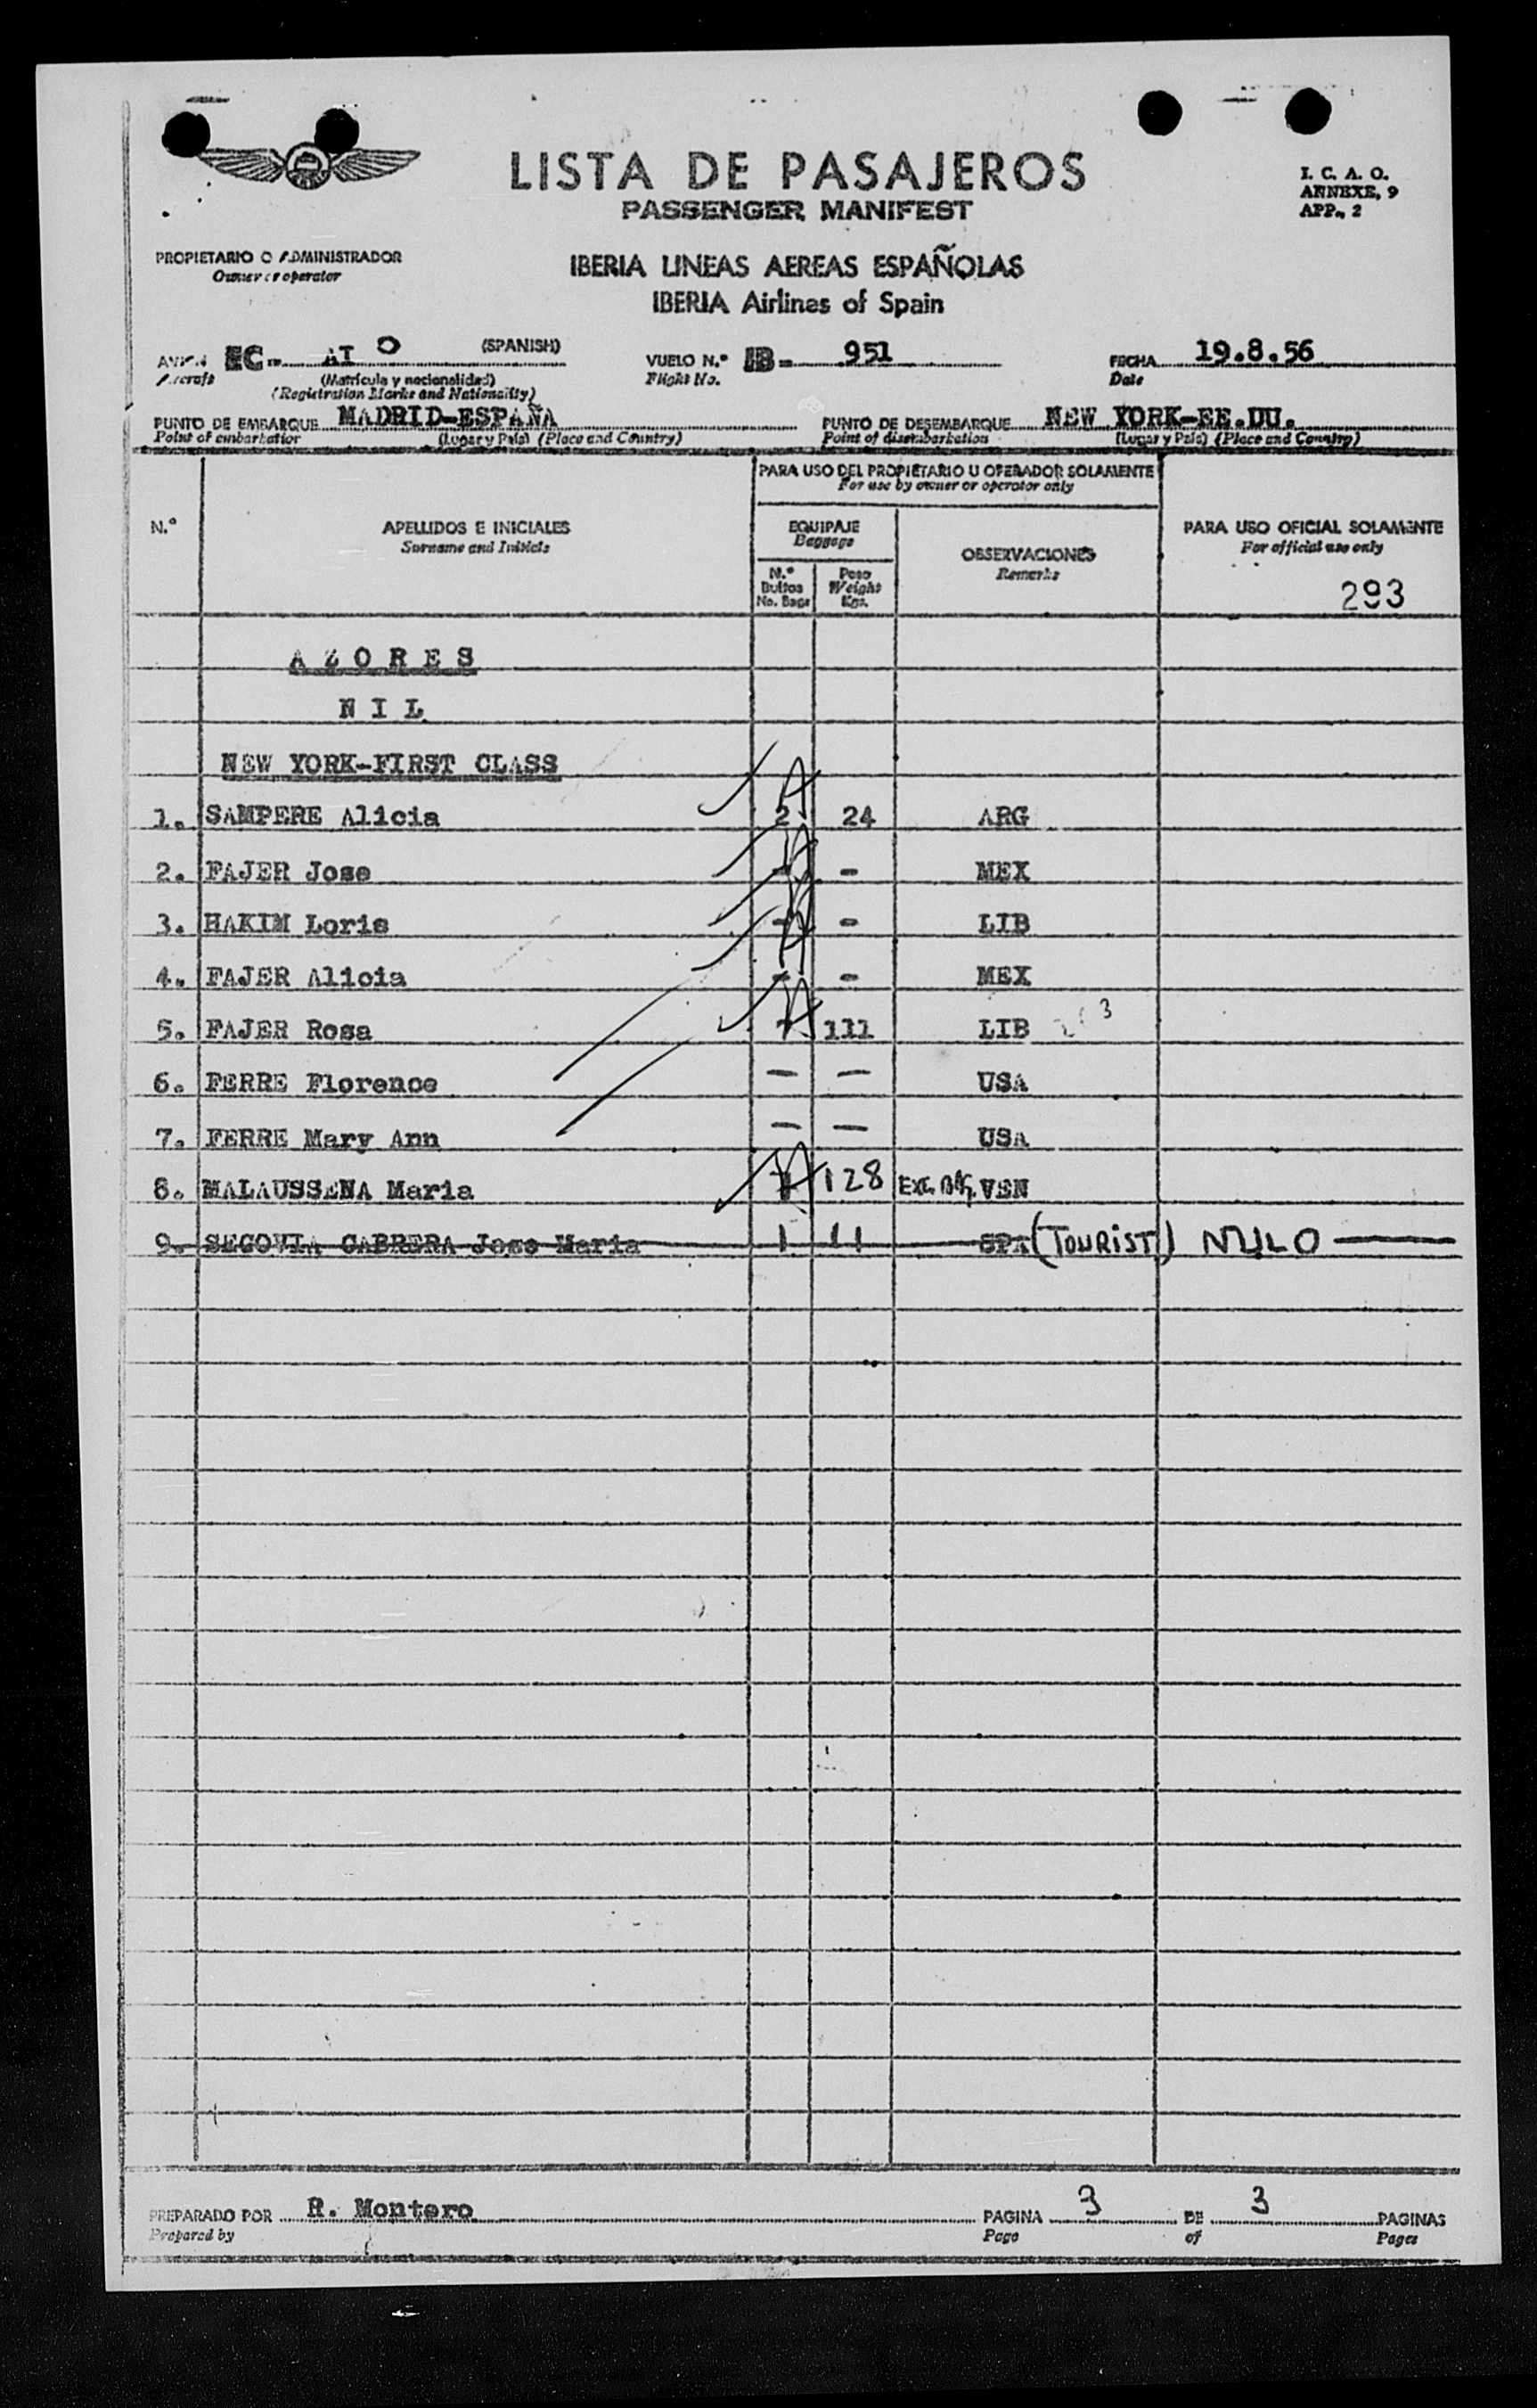 LISTA DE PASAJEROS
PASSENGER MANIFEST
I. C. A. O.
ANNEXE, 9
APP., 2
PROPIETARIO O ADMINISTRADOR
Owner or operator
IBERIA LINEAS AEREAS ESPAÑOLAS
IBERIA Airlines of Spain
AVION EC- AT O (SPANISH) VUELO N.º IB- 951 FECHA 19.8.56
Aircraft (Matrícula y nacionalidad) Flight No. Date
(Registration Marks and Nationality)
PUNTO DE EMBARQUE MADRID-ESPAÑA PUNTO DE DESEMBARQUE NEW YORK-EE.UU.
Point of embarkation (Lugar y País) (Place and Country) Point of disembarkation (Lugar y País) (Place and Country)
PARA USO DEL PROPIETARIO U OPERADOR SOLAMENTE
For use by owner or operator only
N.º APELLIDOS E INICIALES EQUIPAJE OBSERVACIONES PARA USO OFICIAL SOLAMENTE
Surname and Initials Baggage Remarks For official use only
N.º Bultos Peso
No. Bags Weight Kgs.
293
AZORES
NIL
NEW YORK-FIRST CLASS
1. SAMPERE Alicia 2 24 ARG
2. FAJER Jose - - MEX
3. HAKIM Loris - - LIB
4. FAJER Alicia - - MEX
5. FAJER Rosa 7 111 LIB
6. FERRE Florence — — USA
7. FERRE Mary Ann — — USA
8. MALAUSSENA Maria 128 EXC. BAG. VEN
9. SEGOVIA CABRERA Jose Maria 1 11 SPA (TOURIST) NULO
PREPARADO POR R. Montero PAGINA 3 DE 3 PAGINAS
Prepared by Page of Pages